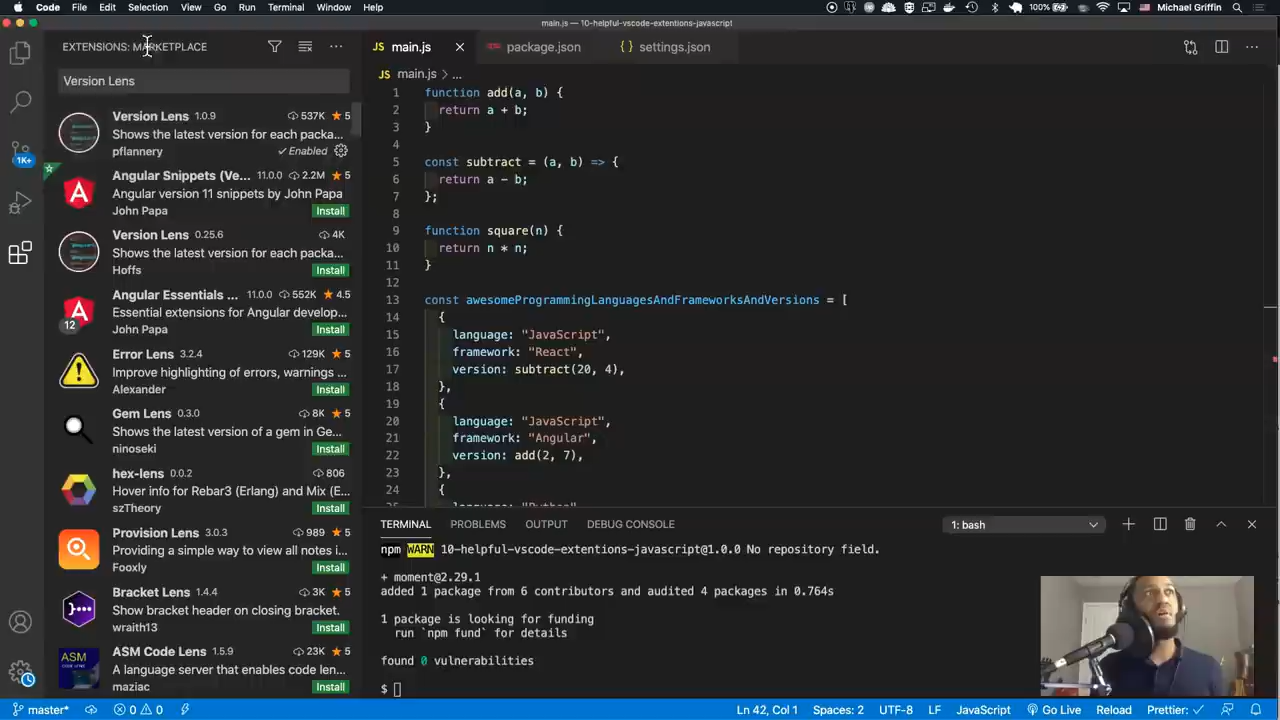 Code File Edit Selection View Go Run Terminal Window Help
100% Michael Griffin
main.js — 10-helpful-vscode-extentions-javascript
EXTENSIONS: MARKETPLACE
Version Lens
Version Lens 1.0.9 537K ★5
Shows the latest version for each packa...
pflannery ✓ Enabled
Angular Snippets (Ve... 11.0.0 2.2M ★5
Angular version 11 snippets by John Papa
John Papa Install
Version Lens 0.25.6 4K
Shows the latest version for each packa...
Hoffs Install
Angular Essentials ... 11.0.0 552K ★4.5
Essential extensions for Angular develop...
12 John Papa Install
Error Lens 3.2.4 129K ★5
Improve highlighting of errors, warnings ...
Alexander Install
Gem Lens 0.3.0 8K ★5
Shows the latest version of a gem in Ge...
ninoseki Install
hex-lens 0.0.2 806
Hover info for Rebar3 (Erlang) and Mix (E...
szTheory Install
Provision Lens 3.0.3 989 ★5
Providing a simple way to view all notes i...
Fooxly Install
Bracket Lens 1.4.4 3K ★5
Show bracket header on closing bracket.
wraith13 Install
ASM Code Lens 1.5.9 23K ★5
A language server that enables code len...
maziac Install
ASM
1K+
JS main.js × package.json {} settings.json
JS main.js > ...
1 function add(a, b) {
2 return a + b;
3 }
4
5 const subtract = (a, b) => {
6 return a - b;
7 };
8
9 function square(n) {
10 return n * n;
11 }
12
13 const awesomeProgrammingLanguagesAndFrameworksAndVersions = [
14 {
15 language: "JavaScript",
16 framework: "React",
17 version: subtract(20, 4),
18 },
19 {
20 language: "JavaScript",
21 framework: "Angular",
22 version: add(2, 7),
23 },
24 {
TERMINAL PROBLEMS OUTPUT DEBUG CONSOLE 1: bash
npm WARN 10-helpful-vscode-extentions-javascript@1.0.0 No repository field.
+ moment@2.29.1
added 1 package from 6 contributors and audited 4 packages in 0.764s
1 package is looking for funding
run `npm fund` for details
found 0 vulnerabilities
$
master* 0 0 Ln 42, Col 1 Spaces: 2 UTF-8 LF JavaScript Go Live Reload Prettier: ✓